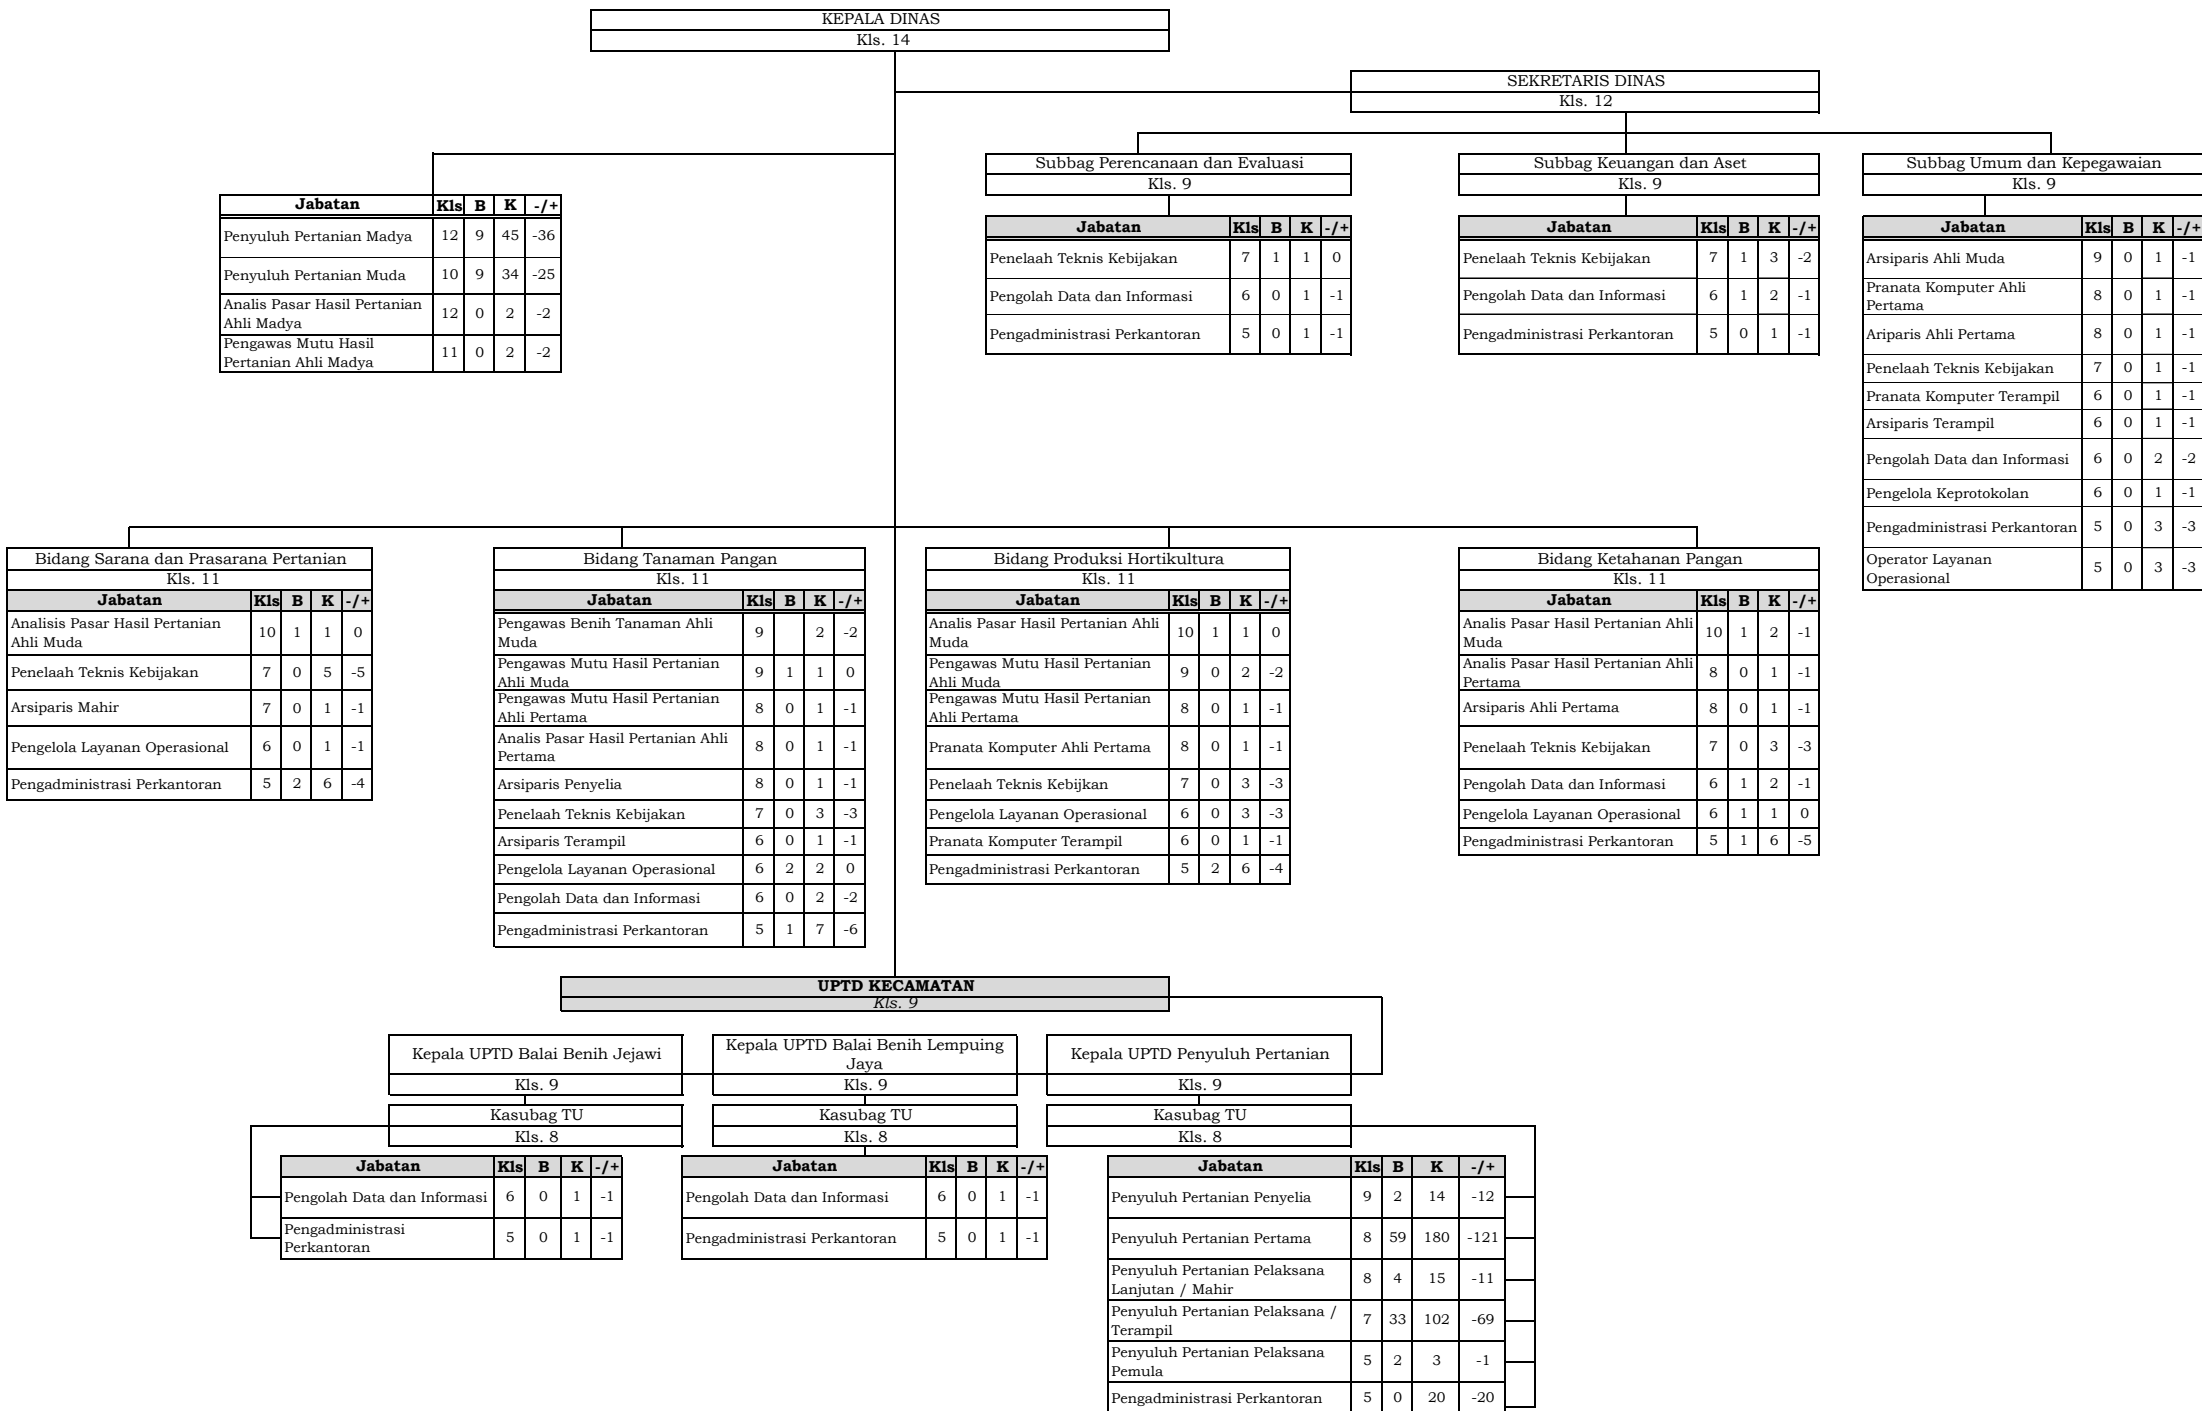 KEPALA DINAS
Kls. 14
SEKRETARIS DINAS
Kls. 12
Subbag Perencanaan dan Evaluasi
Kls. 9
Subbag Keuangan dan Aset
Kls. 9
Subbag Umum dan Kepegawaian
Kls. 9
Jabatan Kls B K -/+
Penyuluh Pertanian Madya 12 9 45 -36
Penyuluh Pertanian Muda 10 9 34 -25
Analis Pasar Hasil Pertanian
Ahli Madya 12 0 2 -2
Pengawas Mutu Hasil
Pertanian Ahli Madya 11 0 2 -2
Jabatan Kls B K -/+
Penelaah Teknis Kebijakan 7 1 1 0
Pengolah Data dan Informasi 6 0 1 -1
Pengadministrasi Perkantoran 5 0 1 -1
Jabatan Kls B K -/+
Penelaah Teknis Kebijakan 7 1 3 -2
Pengolah Data dan Informasi 6 1 2 -1
Pengadministrasi Perkantoran 5 0 1 -1
Jabatan Kls B K -/+
Arsiparis Ahli Muda 9 0 1 -1
Pranata Komputer Ahli
Pertama 8 0 1 -1
Ariparis Ahli Pertama 8 0 1 -1
Penelaah Teknis Kebijakan 7 0 1 -1
Pranata Komputer Terampil 6 0 1 -1
Arsiparis Terampil 6 0 1 -1
Pengolah Data dan Informasi 6 0 2 -2
Pengelola Keprotokolan 6 0 1 -1
Pengadministrasi Perkantoran 5 0 3 -3
Operator Layanan
Operasional 5 0 3 -3
Bidang Sarana dan Prasarana Pertanian
Kls. 11
Jabatan Kls B K -/+
Analisis Pasar Hasil Pertanian
Ahli Muda 10 1 1 0
Penelaah Teknis Kebijakan 7 0 5 -5
Arsiparis Mahir 7 0 1 -1
Pengelola Layanan Operasional 6 0 1 -1
Pengadministrasi Perkantoran 5 2 6 -4
Bidang Tanaman Pangan
Kls. 11
Jabatan Kls B K -/+
Pengawas Benih Tanaman Ahli
Muda 9 2 -2
Pengawas Mutu Hasil Pertanian
Ahli Muda 9 1 1 0
Pengawas Mutu Hasil Pertanian
Ahli Pertama 8 0 1 -1
Analis Pasar Hasil Pertanian Ahli
Pertama 8 0 1 -1
Arsiparis Penyelia 8 0 1 -1
Penelaah Teknis Kebijakan 7 0 3 -3
Arsiparis Terampil 6 0 1 -1
Pengelola Layanan Operasional 6 2 2 0
Pengolah Data dan Informasi 6 0 2 -2
Pengadministrasi Perkantoran 5 1 7 -6
Bidang Produksi Hortikultura
Kls. 11
Jabatan Kls B K -/+
Analis Pasar Hasil Pertanian Ahli
Muda 10 1 1 0
Pengawas Mutu Hasil Pertanian
Ahli Muda 9 0 2 -2
Pengawas Mutu Hasil Pertanian
Ahli Pertama 8 0 1 -1
Pranata Komputer Ahli Pertama 8 0 1 -1
Penelaah Teknis Kebijkan 7 0 3 -3
Pengelola Layanan Operasional 6 0 3 -3
Pranata Komputer Terampil 6 0 1 -1
Pengadministrasi Perkantoran 5 2 6 -4
Bidang Ketahanan Pangan
Kls. 11
Jabatan Kls B K -/+
Analis Pasar Hasil Pertanian Ahli
Muda 10 1 2 -1
Analis Pasar Hasil Pertanian Ahli
Pertama 8 0 1 -1
Arsiparis Ahli Pertama 8 0 1 -1
Penelaah Teknis Kebijakan 7 0 3 -3
Pengolah Data dan Informasi 6 1 2 -1
Pengelola Layanan Operasional 6 1 1 0
Pengadministrasi Perkantoran 5 1 6 -5
UPTD KECAMATAN
Kls. 9
Kepala UPTD Balai Benih Jejawi
Kls. 9
Kasubag TU
Kls. 8
Kepala UPTD Balai Benih Lempuing
Jaya
Kls. 9
Kasubag TU
Kls. 8
Kepala UPTD Penyuluh Pertanian
Kls. 9
Kasubag TU
Kls. 8
Jabatan Kls B K -/+
Pengolah Data dan Informasi 6 0 1 -1
Pengadministrasi
Perkantoran 5 0 1 -1
Jabatan Kls B K -/+
Pengolah Data dan Informasi 6 0 1 -1
Pengadministrasi Perkantoran 5 0 1 -1
Jabatan Kls B K -/+
Penyuluh Pertanian Penyelia 9 2 14 -12
Penyuluh Pertanian Pertama 8 59 180 -121
Penyuluh Pertanian Pelaksana
Lanjutan / Mahir 8 4 15 -11
Penyuluh Pertanian Pelaksana /
Terampil 7 33 102 -69
Penyuluh Pertanian Pelaksana
Pemula 5 2 3 -1
Pengadministrasi Perkantoran 5 0 20 -20